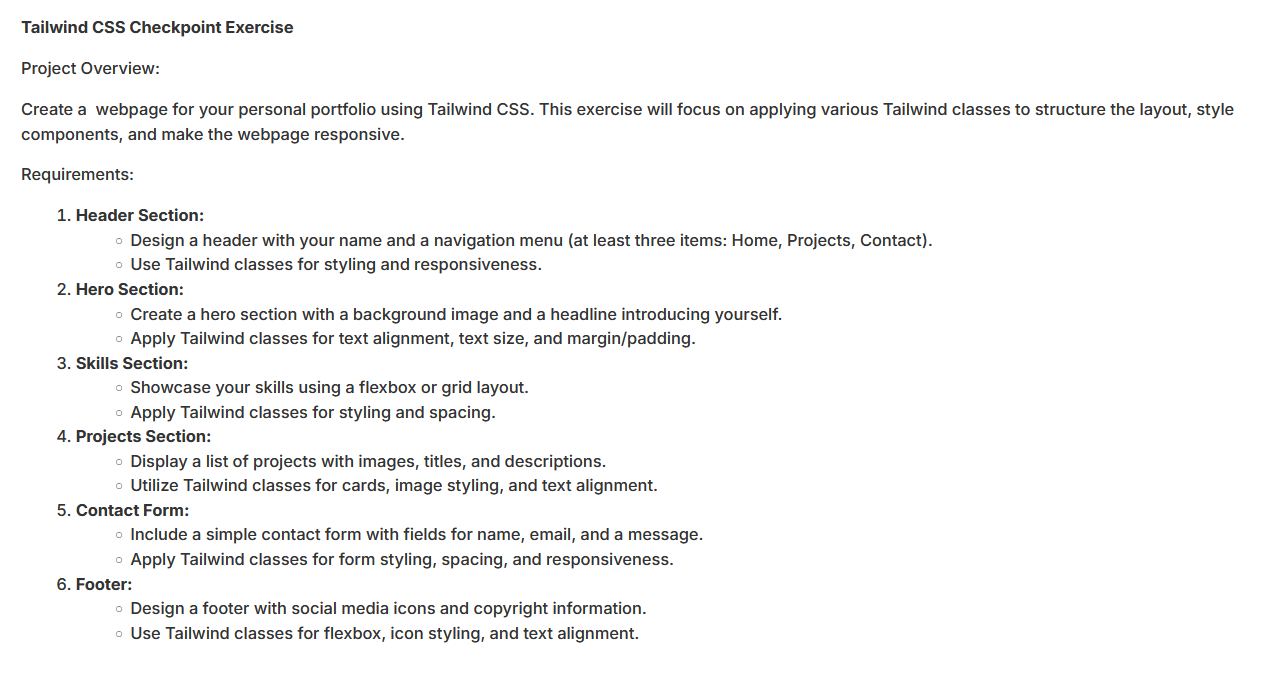 Tailwind CSS Checkpoint Exercise
Project Overview:
Create a  webpage for your personal portfolio using Tailwind CSS. This exercise will focus on applying various Tailwind classes to structure the layout, style
components, and make the webpage responsive.
Requirements:
1. Header Section:
○ Design a header with your name and a navigation menu (at least three items: Home, Projects, Contact).
○ Use Tailwind classes for styling and responsiveness.
2. Hero Section:
○ Create a hero section with a background image and a headline introducing yourself.
○ Apply Tailwind classes for text alignment, text size, and margin/padding.
3. Skills Section:
○ Showcase your skills using a flexbox or grid layout.
○ Apply Tailwind classes for styling and spacing.
4. Projects Section:
○ Display a list of projects with images, titles, and descriptions.
○ Utilize Tailwind classes for cards, image styling, and text alignment.
5. Contact Form:
○ Include a simple contact form with fields for name, email, and a message.
○ Apply Tailwind classes for form styling, spacing, and responsiveness.
6. Footer:
○ Design a footer with social media icons and copyright information.
○ Use Tailwind classes for flexbox, icon styling, and text alignment.